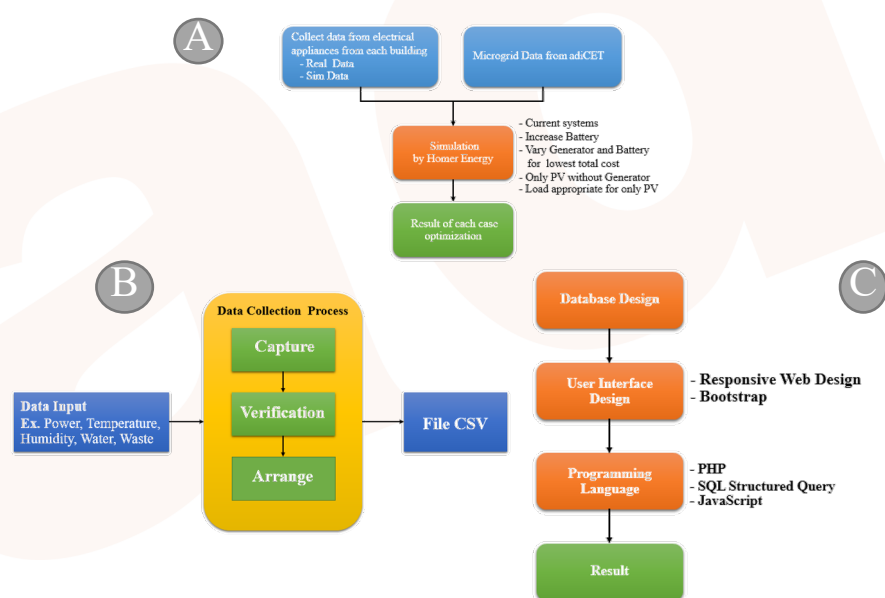 A
Collect data from electrical
appliances from each building
- Real Data
- Sim Data
Microgrid Data from adiCET
Simulation
by Homer Energy
- Current systems
- Increase Battery
- Vary Generator and Battery
for lowest total cost
- Only PV without Generator
- Load appropriate for only PV
Result of each case
optimization
B
Data Input
Ex. Power, Temperature,
Humidity, Water, Waste
Data Collection Process
Capture
Verification
Arrange
File CSV
C
Database Design
User Interface
Design
- Responsive Web Design
- Bootstrap
Programming
Language
- PHP
- SQL Structured Query
- JavaScript
Result